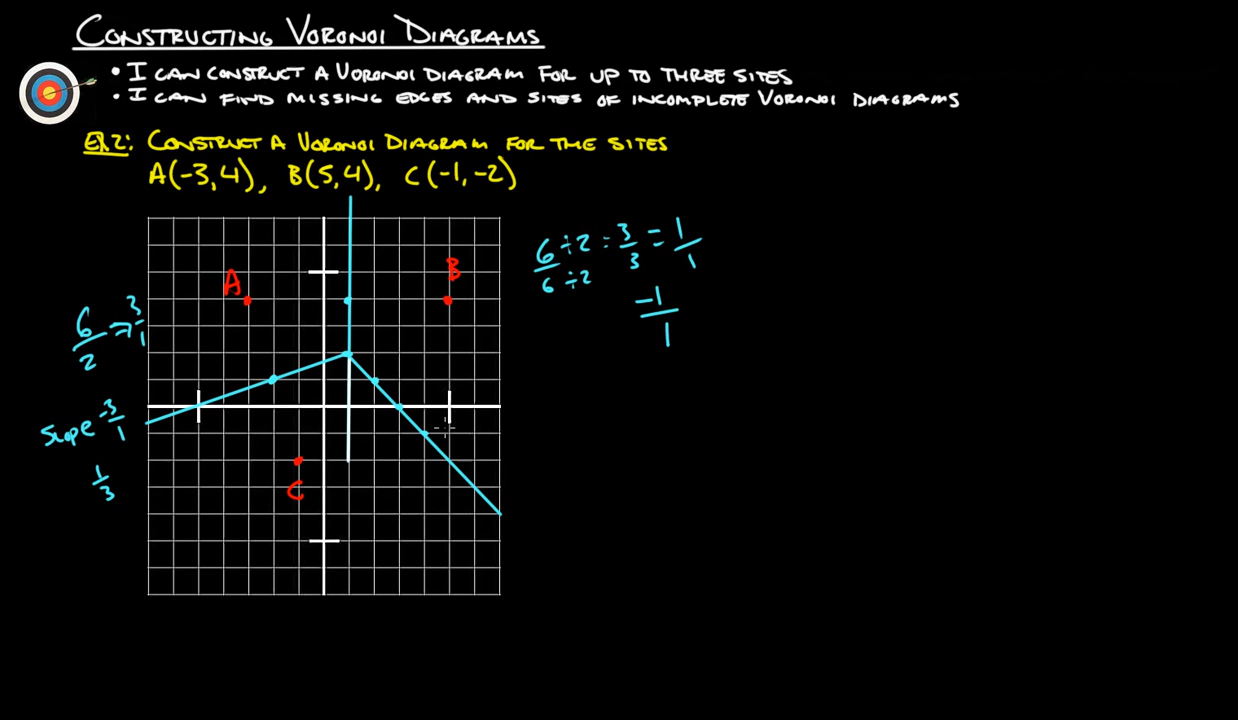 CONSTRUCTING VORONOI DIAGRAMS
• I CAN CONSTRUCT A VORONOI DIAGRAM FOR UP TO THREE SITES
• I CAN FIND MISSING EDGES AND SITES OF INCOMPLETE VORONOI DIAGRAMS
EX.2: CONSTRUCT A VORONOI DIAGRAM FOR THE SITES
A(-3,4), B(5,4), C(-1,-2)
A
B
C
6/2 = 3/1
Slope -3/1
1/3
6÷2/6÷2 = 3/3 = 1/1
-1/1